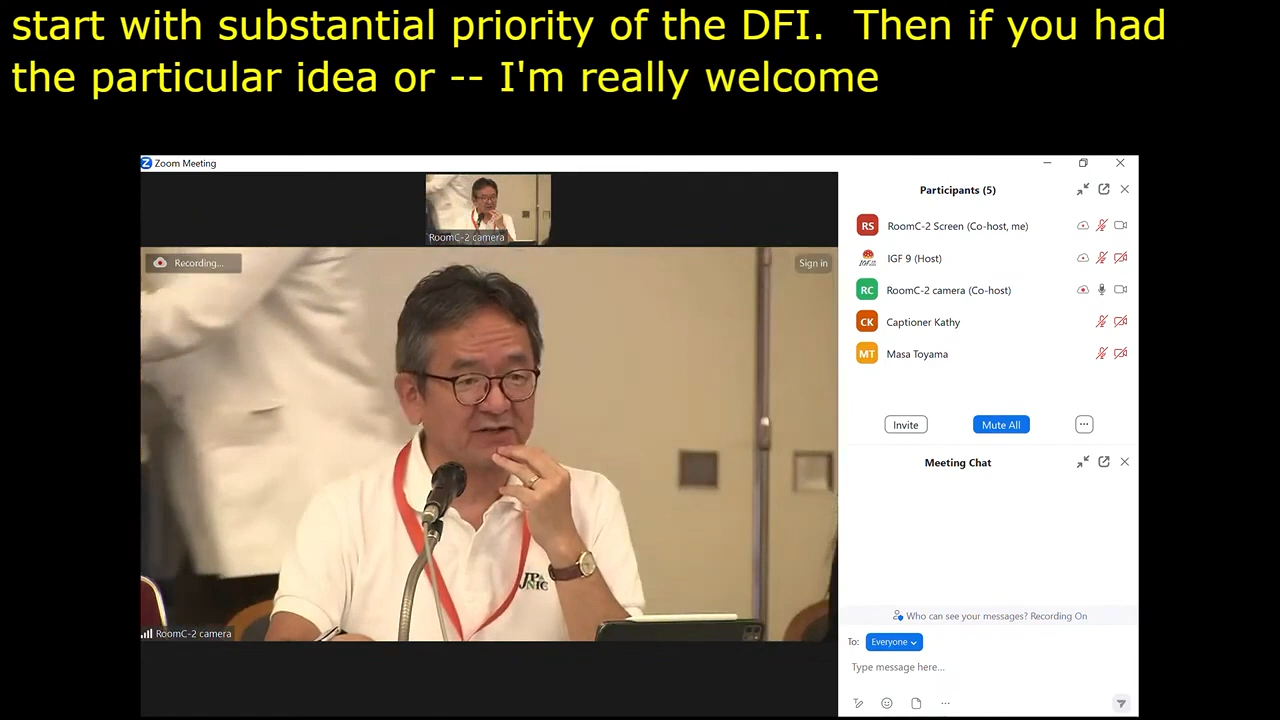 start with substantial priority of the DFI.  Then if you had
the particular idea or -- I'm really welcome
Zoom Meeting
RoomC-2 camera
Recording...
Sign in
JPNIC
RoomC-2 camera
Participants (5)
RS RoomC-2 Screen (Co-host, me)
IGF 9 (Host)
RC RoomC-2 camera (Co-host)
CK Captioner Kathy
MT Masa Toyama
Invite
Mute All
Meeting Chat
Who can see your messages? Recording On
To: Everyone
Type message here...